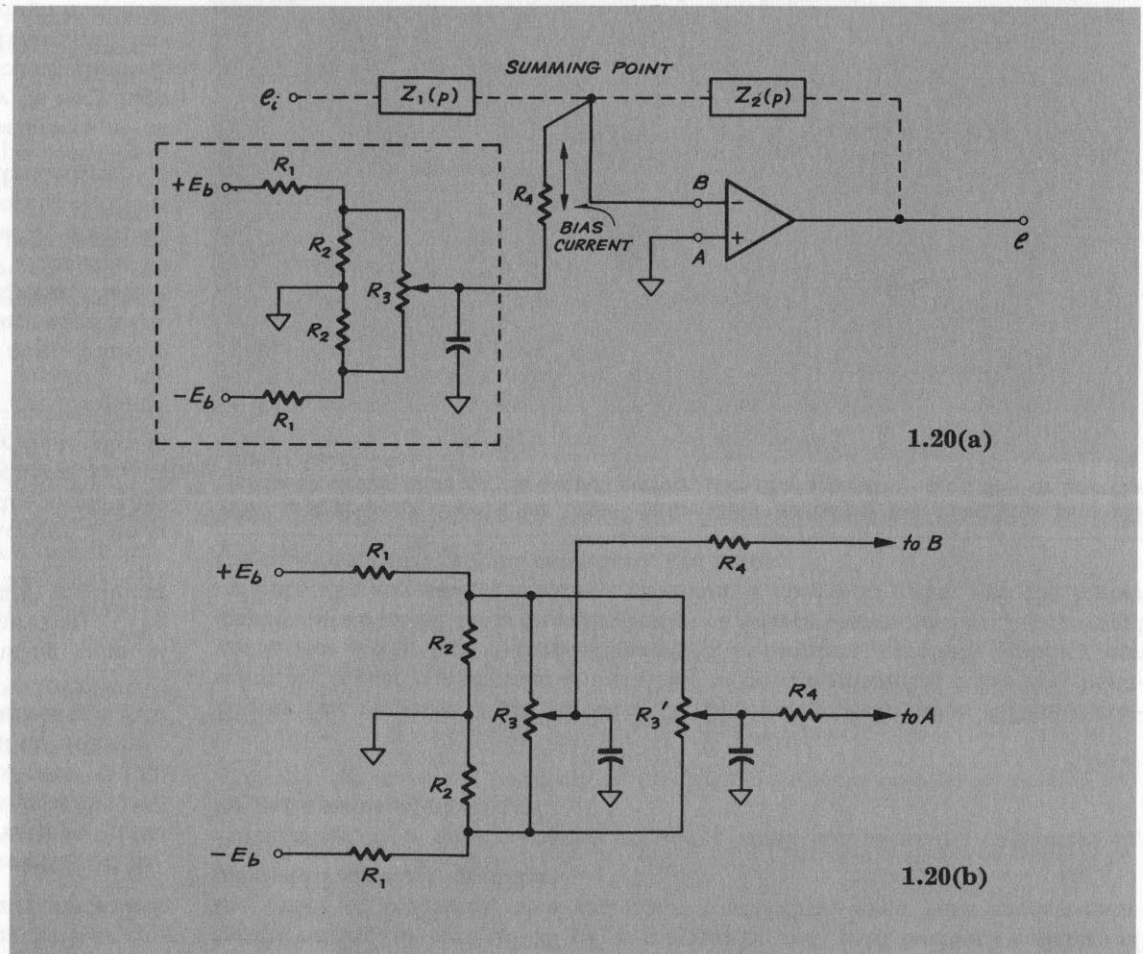 SUMMING POINT
e_i
Z₁(p)
Z₂(p)
+E_b
R₁
R₂
R₃
R₂
-E_b
R₁
R₄
BIAS
CURRENT
B
-
+
A
e
1.20(a)
+E_b
R₁
R₄
to B
R₂
R₃
R₃'
R₄
to A
R₂
-E_b
R₁
1.20(b)